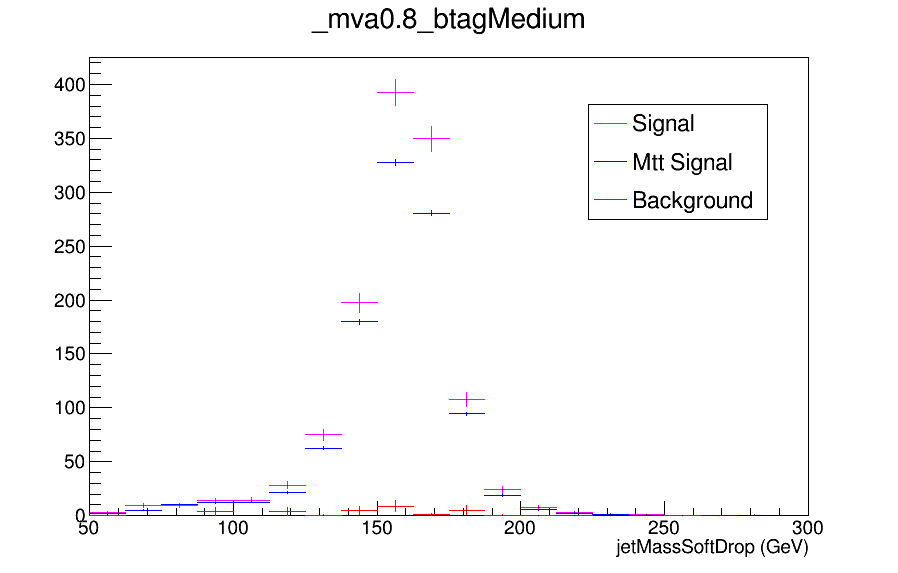 _mva0.8_btagMedium
400
350
300
250
200
150
100
50
0
Signal
Mtt Signal
Background
50 100 150 200 250 300
jetMassSoftDrop (GeV)